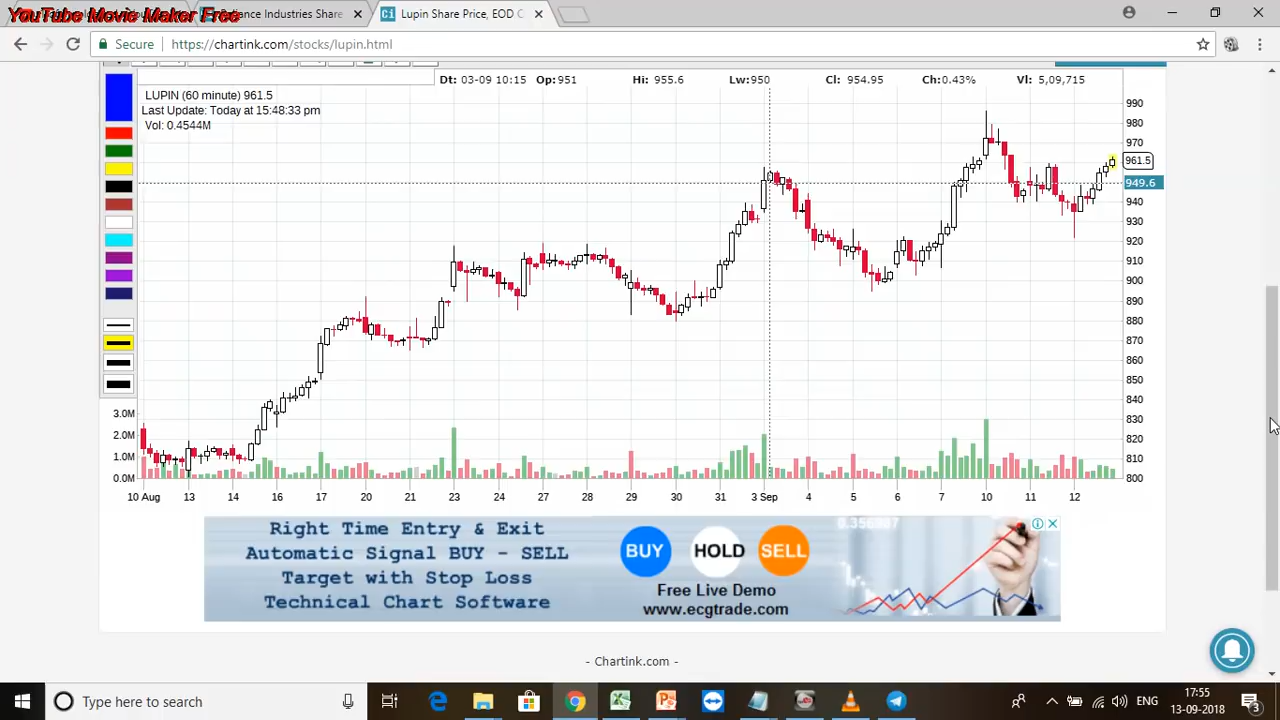 YouTube Movie Maker Free
Reliance Industries Share
Lupin Share Price, EOD C
Secure
https://chartink.com/stocks/lupin.html
Dt: 03-09 10:15 Op:951 Hi: 955.6 Lw:950 Cl: 954.95 Ch:0.43% Vl: 5,09,715
LUPIN (60 minute) 961.5
Last Update: Today at 15:48:33 pm
Vol: 0.4544M
990
980
970
961.5
949.6
940
930
920
910
900
890
880
870
860
850
840
830
820
810
800
3.0M
2.0M
1.0M
0.0M
10 Aug 13 14 16 17 20 21 23 24 27 28 29 30 31 3 Sep 4 5 6 7 10 11 12
Right Time Entry & Exit
Automatic Signal BUY - SELL
Target with Stop Loss
Technical Chart Software
BUY HOLD SELL
Free Live Demo
www.ecgtrade.com
0.356987
- Chartink.com -
Type here to search
ENG
17:55
13-09-2018
3